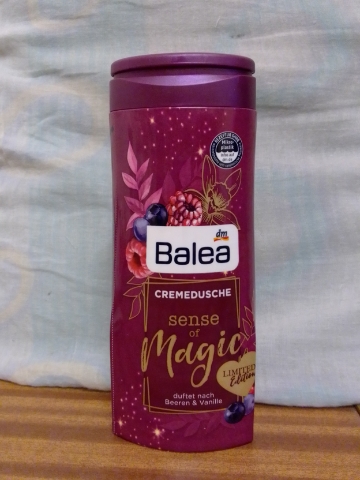 dm
Balea
CREMEDUSCHE
sense
of
Magic
LIMITED
Edition
duftet nach
Beeren & Vanille